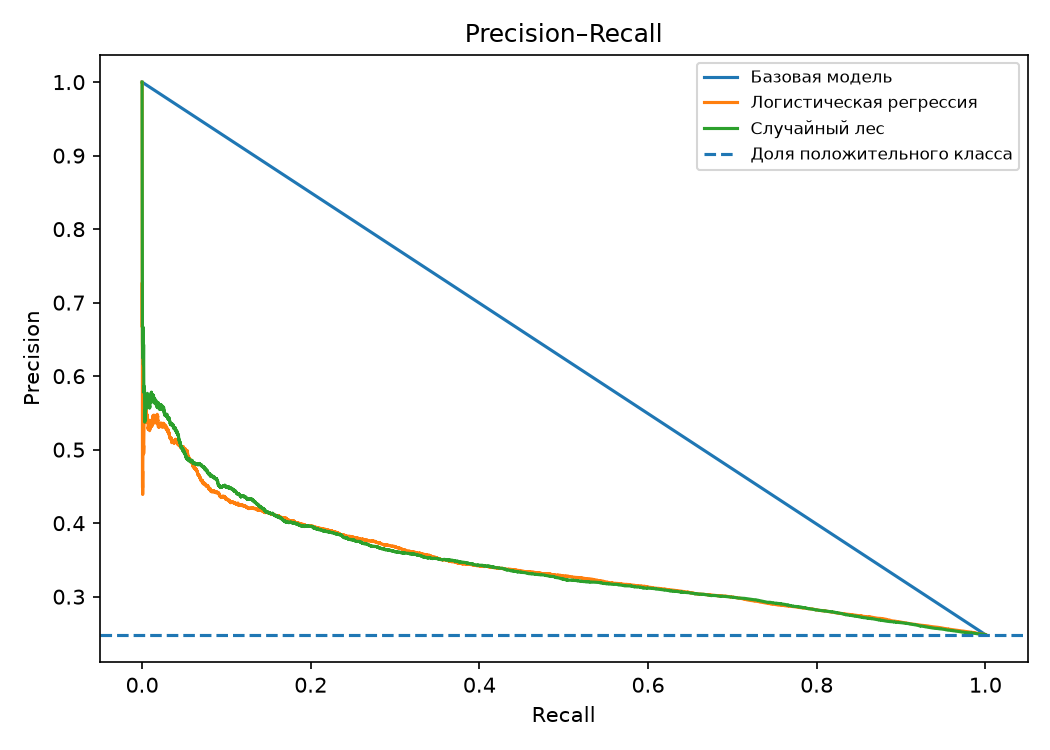 Precision–Recall
Базовая модель
Логистическая регрессия
Случайный лес
Доля положительного класса
Precision
1.0
0.9
0.8
0.7
0.6
0.5
0.4
0.3
0.0 0.2 0.4 0.6 0.8 1.0
Recall